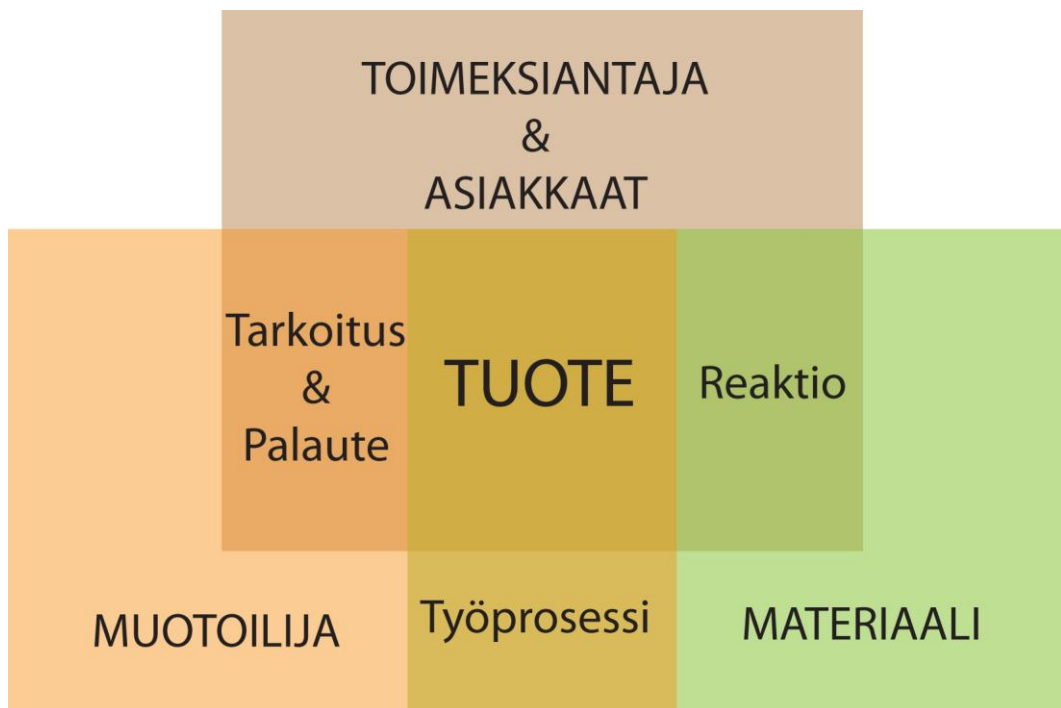 TOIMEKSIANTAJA
&
ASIAKKAAT
Tarkoitus
&
Palaute
TUOTE
Reaktio
MUOTOILIJA
Työprosessi
MATERIAALI